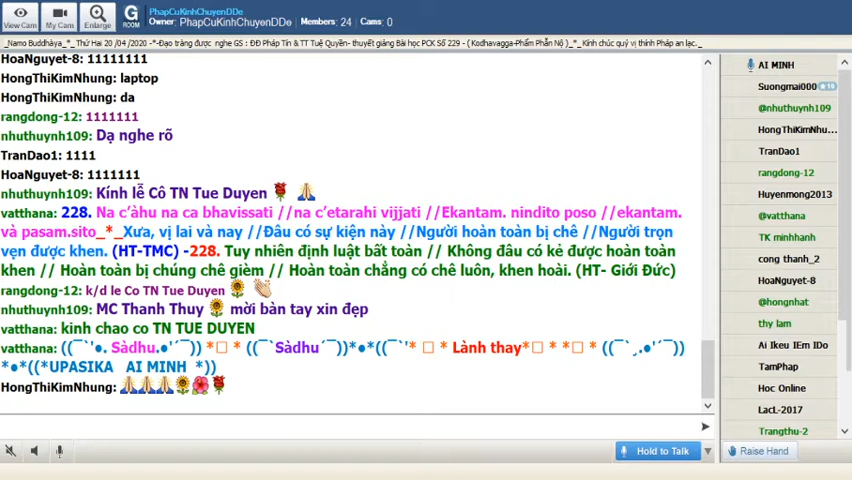 View Cam
My Cam
Enlarge
G
ROOM
PhapCuKinhChuyenDDe
Owner: PhapCuKinhChuyenDDe Members: 24 Cams: 0
_Namo Buddhàya_*_ Thứ Hai 20 /04 /2020 -*-Đạo tràng được nghe GS : ĐĐ Pháp Tín & TT Tuệ Quyền- thuyết giảng Bài học PCK Số 229 - ( Kodhavagga-Phẩm Phẫn Nộ )_*_ Kính chúc quý vị thính Pháp an lạc._
HoaNguyet-8: 11111111
HongThiKimNhung: laptop
HongThiKimNhung: da
rangdong-12: 1111111
nhuthuynh109: Dạ nghe rõ
TranDao1: 1111
HoaNguyet-8: 1111111
nhuthuynh109: Kính lễ Cô TN Tue Duyen
vatthana: 228. Na c'àhu na ca bhavissati //na c'etarahi vijjati //Ekantam. nindito poso //ekantam.
và pasam.sito_*_Xưa, vị lai và nay //Đâu có sự kiện này //Người hoàn toàn bị chê //Người trọn
vẹn được khen. (HT-TMC) -228. Tuy nhiên định luật bất toàn // Không đâu có kẻ được hoàn toàn
khen // Hoàn toàn bị chúng chê gièm // Hoàn toàn chẳng có chê luôn, khen hoài. (HT- Giới Đức)
rangdong-12: k/d le Co TN Tue Duyen
nhuthuynh109: MC Thanh Thuy mời bàn tay xin đẹp
vatthana: kinh chao co TN TUE DUYEN
vatthana: ((¯`'●. Sàdhu.●'´¯)) *□ * ((¯`Sàdhu´¯))*●*((¯`'* □ * Lành thay*□ * *□ * ((¯`¸.●'´¯))
*●*((*UPASIKA AI MINH *))
HongThiKimNhung:
Hold to Talk
AI MINH
Suongmai000 10
@nhuthuynh109
HongThiKimNhu...
TranDao1
rangdong-12
Huyenmong2013
@vatthana
TK minhhanh
cong thanh_2
HoaNguyet-8
@hongnhat
thy lam
Ai Ikeu IEm IDo
TamPhap
Hoc Online
LacL-2017
Trangthu-2
Raise Hand